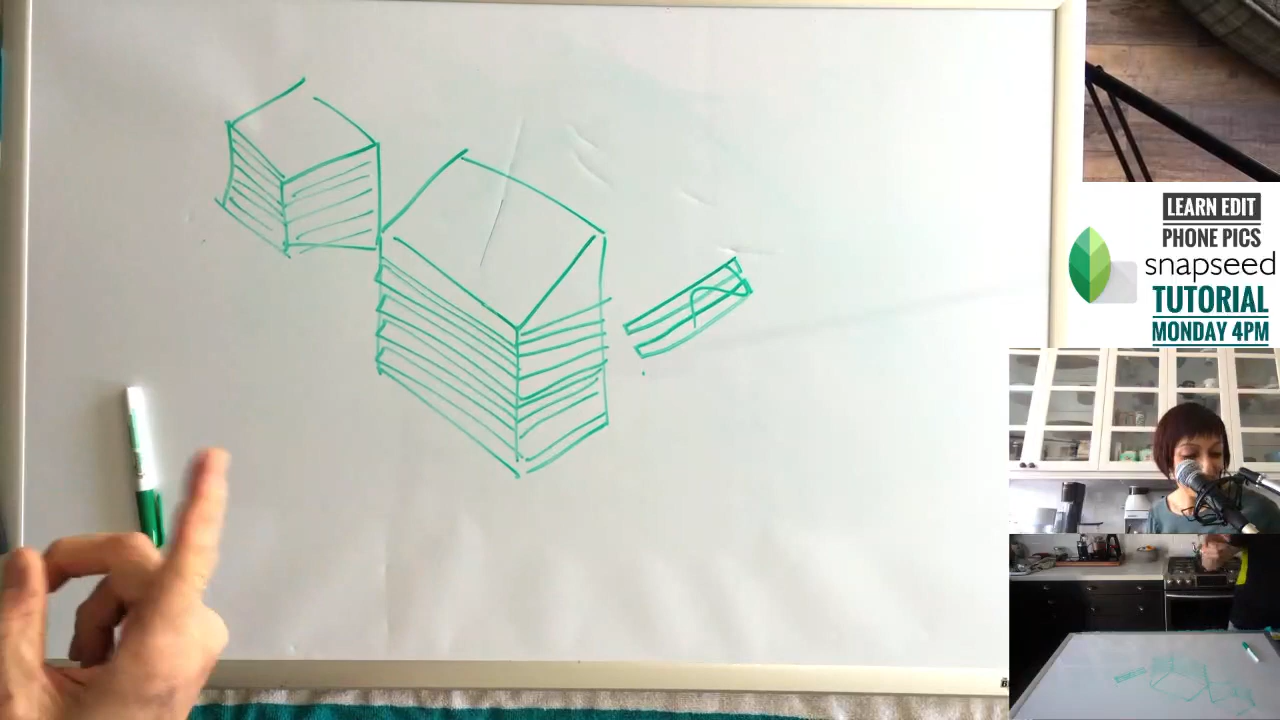 LEARN EDIT
PHONE PICS
snapseed
TUTORIAL
MONDAY 4PM